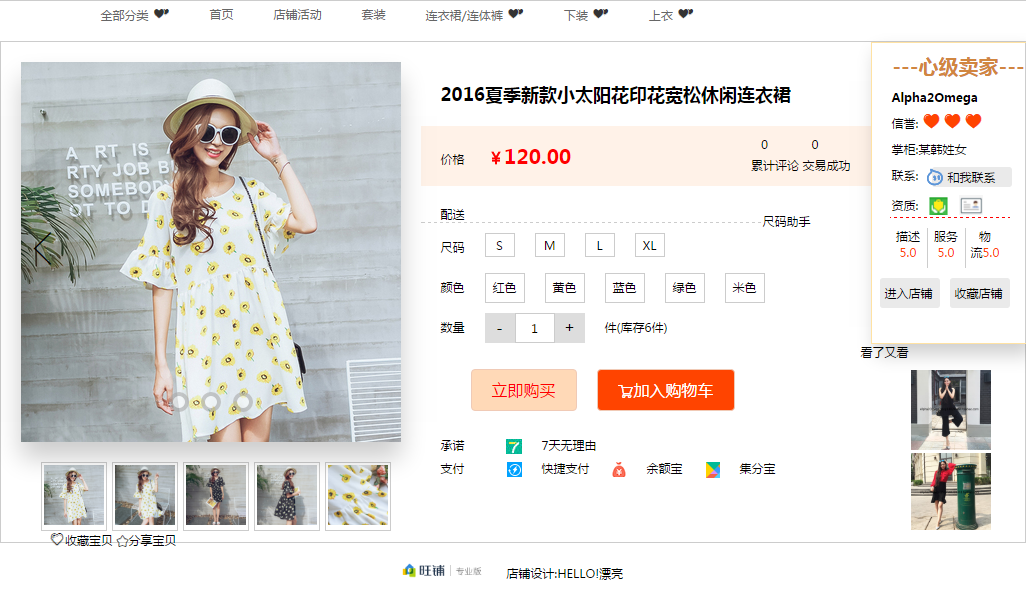 全部分类 首页 店铺活动 套装 连衣裙/连体裤 下装 上衣
A RT IS
RTY JOB BU
SOMEBOD
OT TO D
2016夏季新款小太阳花印花宽松休闲连衣裙
价格 ¥120.00
0 0
累计评论 交易成功
配送
尺码助手
尺码 S M L XL
颜色 红色 黄色 蓝色 绿色 米色
数量 - 1 + 件(库存6件)
立即购买 加入购物车
承诺 7 7天无理由
支付 快捷支付 余额宝 集分宝
---心级卖家---
Alpha2Omega
信誉:
掌柜:某韩姓女
联系: 和我联系
资质:
描述 服务 物
5.0 5.0 流5.0
进入店铺 收藏店铺
看了又看
收藏宝贝 分享宝贝
旺铺 专业版 店铺设计:HELLO!漂亮